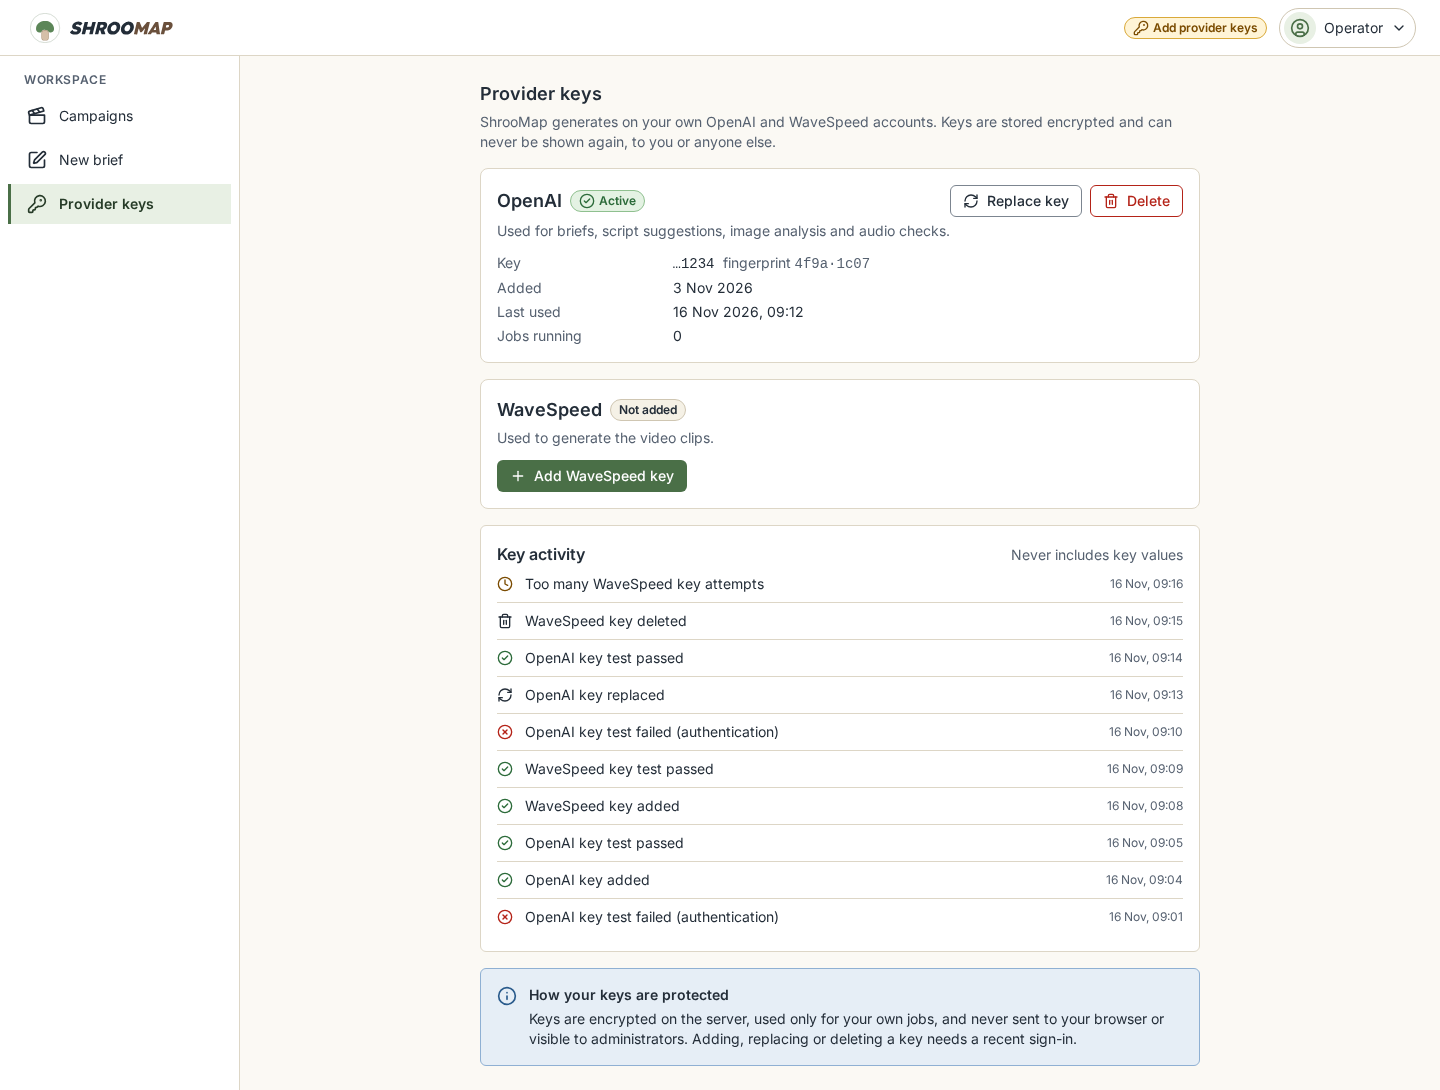 SHROOMAP
Add provider keys
Operator
WORKSPACE
Campaigns
New brief
Provider keys
Provider keys
ShrooMap generates on your own OpenAI and WaveSpeed accounts. Keys are stored encrypted and can
never be shown again, to you or anyone else.
OpenAI Active
Replace key
Delete
Used for briefs, script suggestions, image analysis and audio checks.
Key …1234 fingerprint 4f9a·1c07
Added 3 Nov 2026
Last used 16 Nov 2026, 09:12
Jobs running 0
WaveSpeed Not added
Used to generate the video clips.
Add WaveSpeed key
Key activity Never includes key values
Too many WaveSpeed key attempts 16 Nov, 09:16
WaveSpeed key deleted 16 Nov, 09:15
OpenAI key test passed 16 Nov, 09:14
OpenAI key replaced 16 Nov, 09:13
OpenAI key test failed (authentication) 16 Nov, 09:10
WaveSpeed key test passed 16 Nov, 09:09
WaveSpeed key added 16 Nov, 09:08
OpenAI key test passed 16 Nov, 09:05
OpenAI key added 16 Nov, 09:04
OpenAI key test failed (authentication) 16 Nov, 09:01
How your keys are protected
Keys are encrypted on the server, used only for your own jobs, and never sent to your browser or
visible to administrators. Adding, replacing or deleting a key needs a recent sign-in.